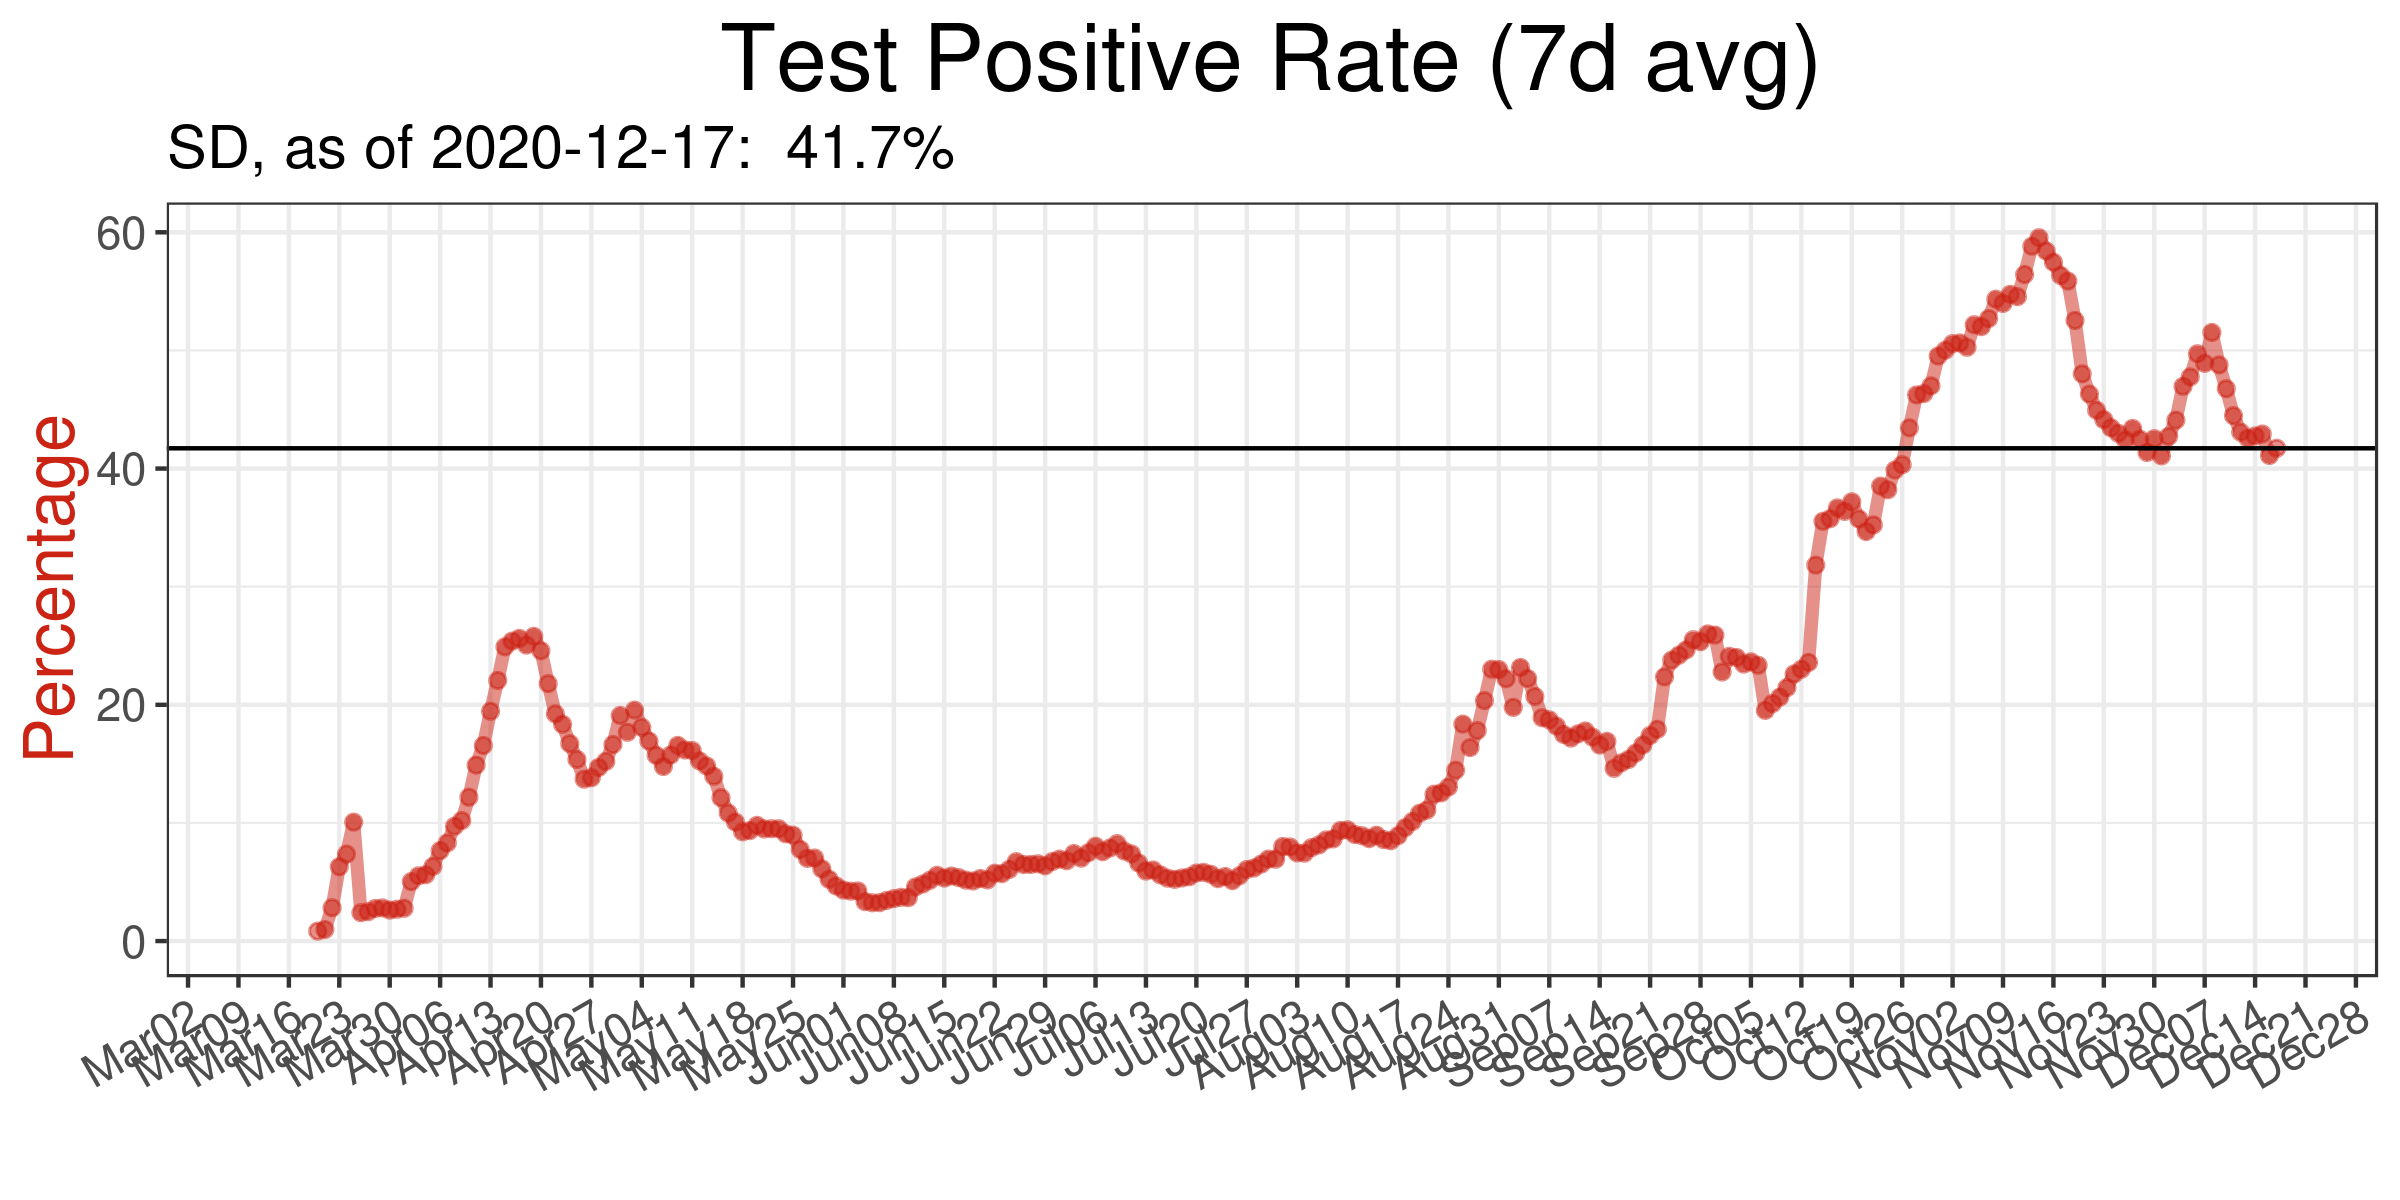 Test Positive Rate (7d avg)
SD, as of 2020-12-17:  41.7%
Percentage
60
40
20
0
Mar02
Mar09
Mar16
Mar23
Mar30
Apr06
Apr13
Apr20
Apr27
May04
May11
May18
May25
Jun01
Jun08
Jun15
Jun22
Jun29
Jul06
Jul13
Jul20
Jul27
Aug03
Aug10
Aug17
Aug24
Aug31
Sep07
Sep14
Sep21
Sep28
Oct05
Oct12
Oct19
Oct26
Nov02
Nov09
Nov16
Nov23
Nov30
Dec07
Dec14
Dec21
Dec28